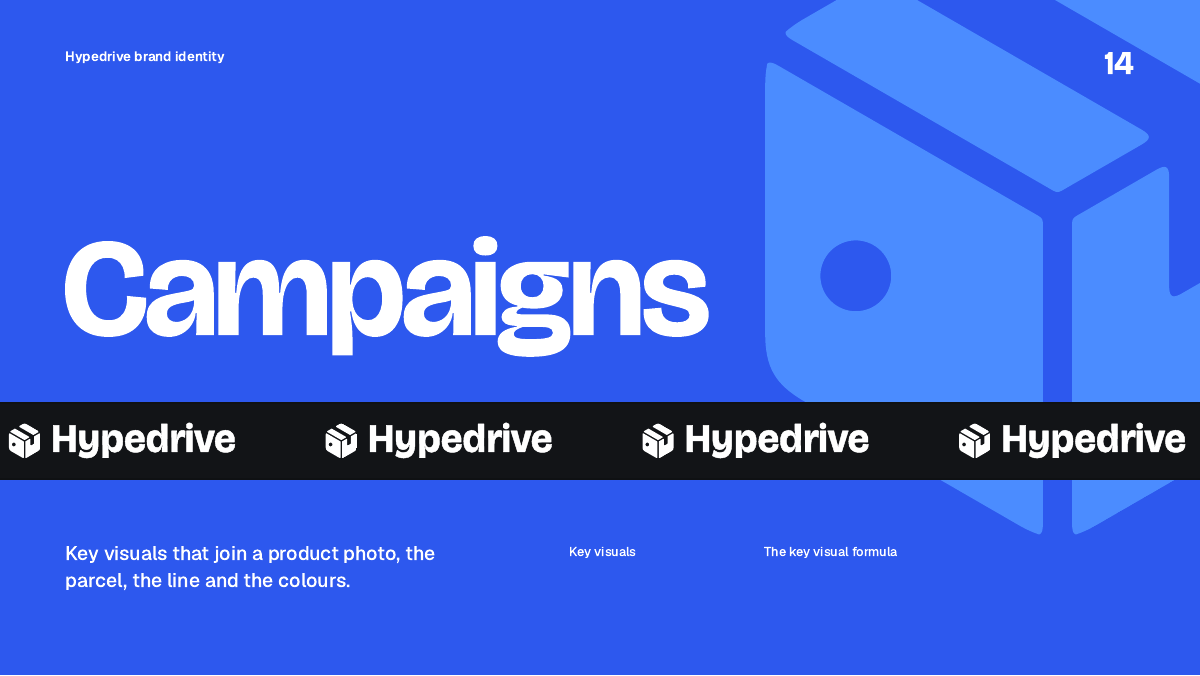 Hypedrive brand identity
14
Campaigns
Hypedrive Hypedrive Hypedrive Hypedrive
Key visuals that join a product photo, the
parcel, the line and the colours.
Key visuals
The key visual formula